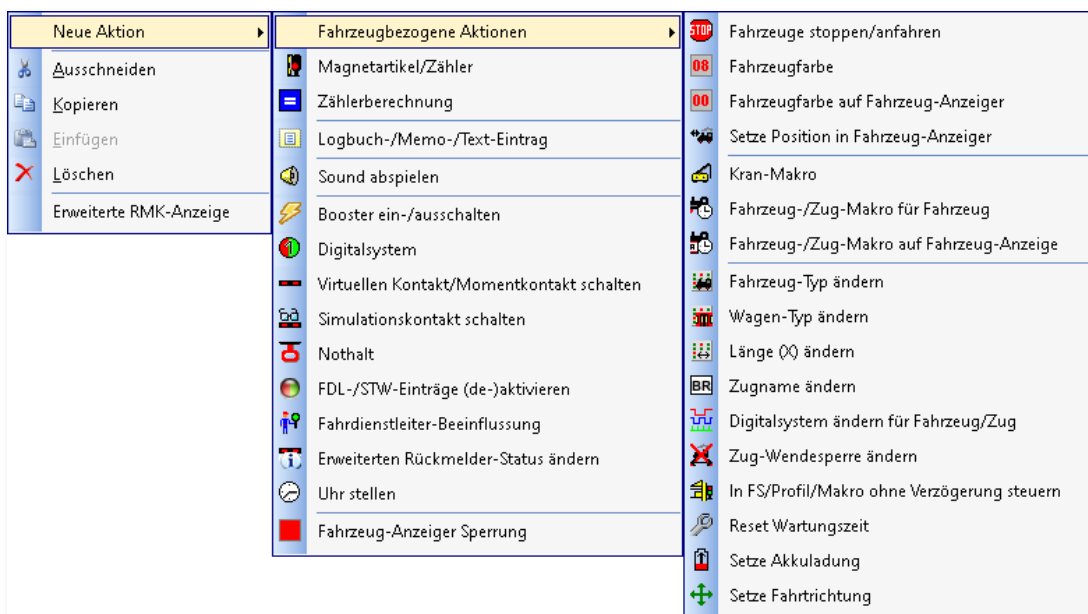 Neue Aktion
Ausschneiden
Kopieren
Einfügen
Löschen
Erweiterte RMK-Anzeige
Fahrzeugbezogene Aktionen
Magnetartikel/Zähler
Zählerberechnung
Logbuch-/Memo-/Text-Eintrag
Sound abspielen
Booster ein-/ausschalten
Digitalsystem
Virtuellen Kontakt/Momentkontakt schalten
Simulationskontakt schalten
Nothalt
FDL-/STW-Einträge (de-)aktivieren
Fahrdienstleiter-Beeinflussung
Erweiterten Rückmelder-Status ändern
Uhr stellen
Fahrzeug-Anzeiger Sperrung
STOP Fahrzeuge stoppen/anfahren
08 Fahrzeugfarbe
00 Fahrzeugfarbe auf Fahrzeug-Anzeiger
Setze Position in Fahrzeug-Anzeiger
Kran-Makro
Fahrzeug-/Zug-Makro für Fahrzeug
Fahrzeug-/Zug-Makro auf Fahrzeug-Anzeige
Fahrzeug-Typ ändern
Wagen-Typ ändern
Länge (X) ändern
BR Zugname ändern
Digitalsystem ändern für Fahrzeug/Zug
Zug-Wendesperre ändern
In FS/Profil/Makro ohne Verzögerung steuern
Reset Wartungszeit
Setze Akkuladung
Setze Fahrtrichtung